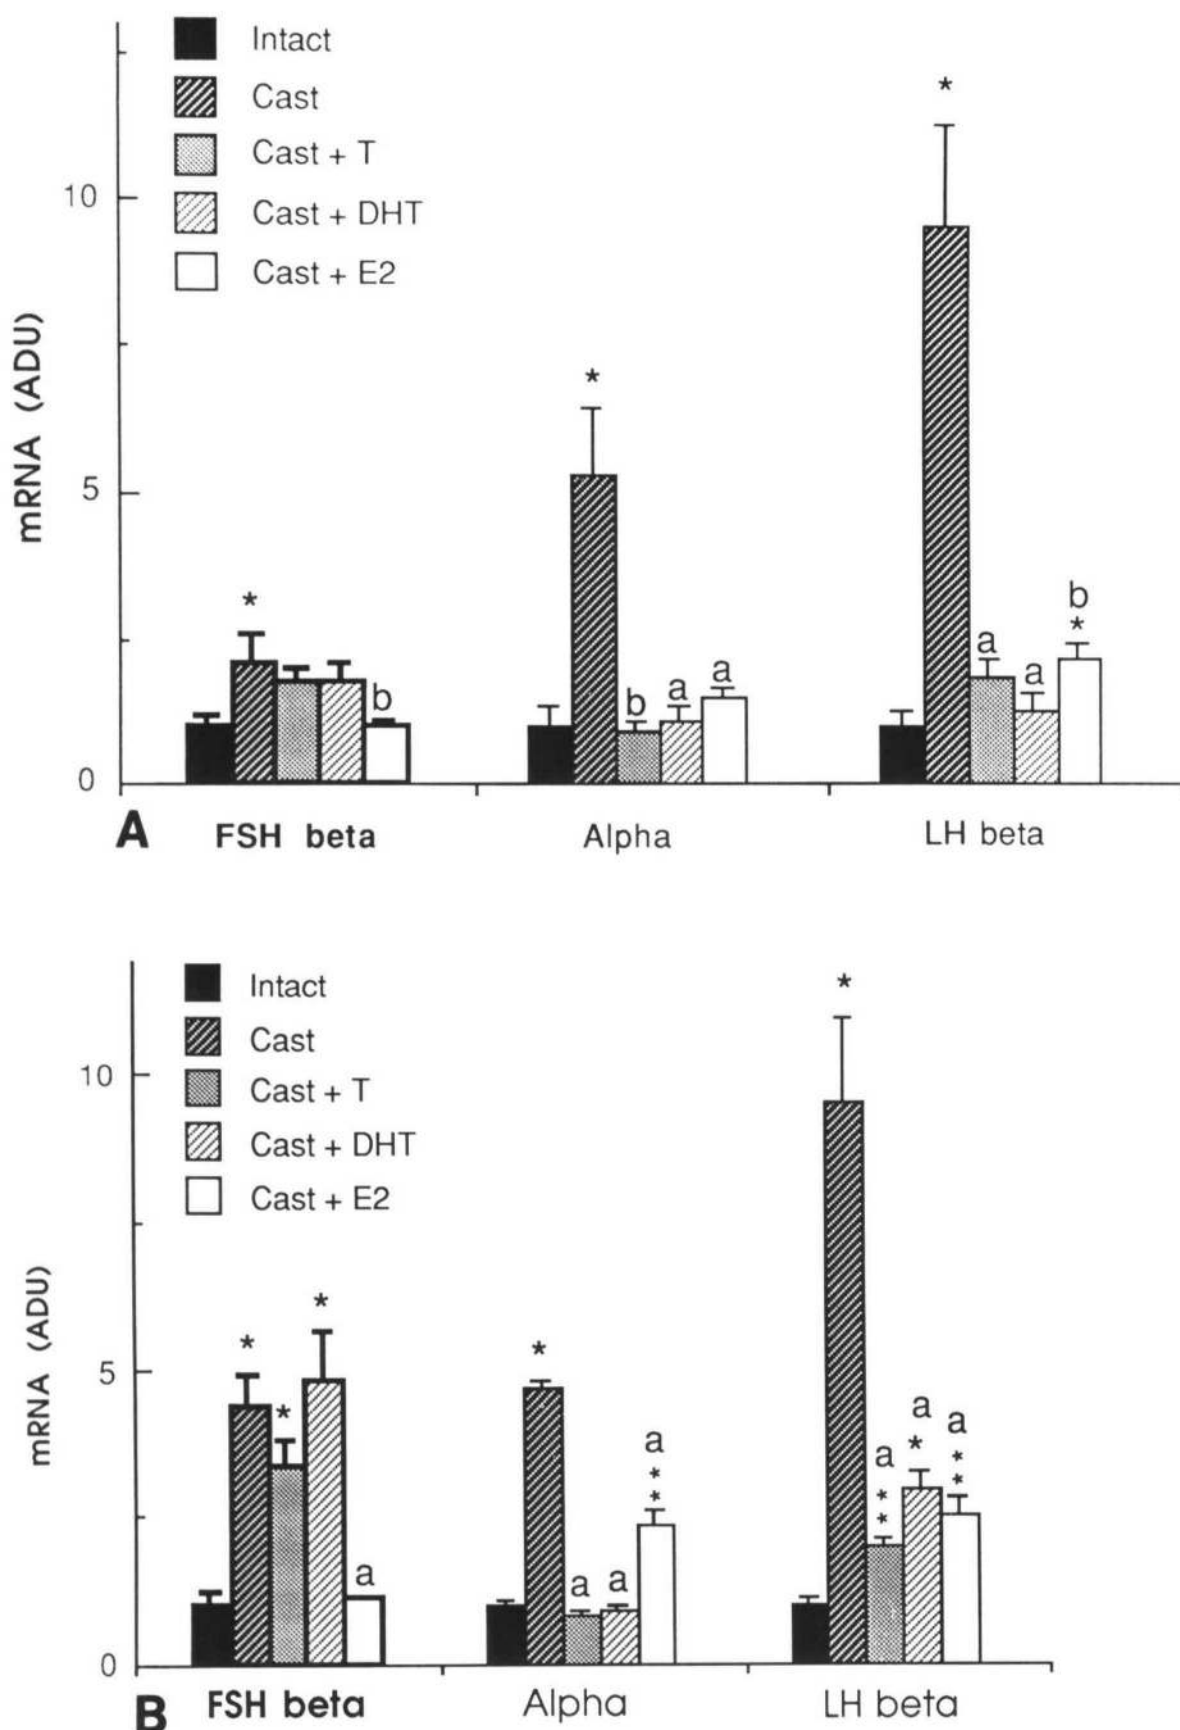 Intact
Cast
Cast + T
Cast + DHT
Cast + E2
mRNA (ADU)
10
5
0
*
b
*
b
a
a
*
a
a
b
*
A
FSH beta
Alpha
LH beta
Intact
Cast
Cast + T
Cast + DHT
Cast + E2
mRNA (ADU)
10
5
0
*
*
*
a
*
a
a
a
**
*
a
**
a
*
a
**
B
FSH beta
Alpha
LH beta